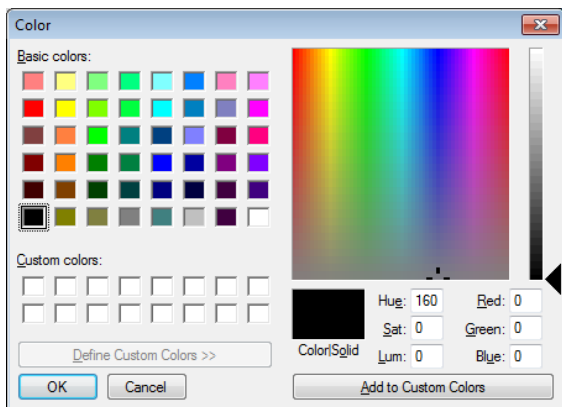 Color
Basic colors:
Custom colors:
Define Custom Colors >>
OK Cancel
Color|Solid
Hue: 160 Red: 0
Sat: 0 Green: 0
Lum: 0 Blue: 0
Add to Custom Colors